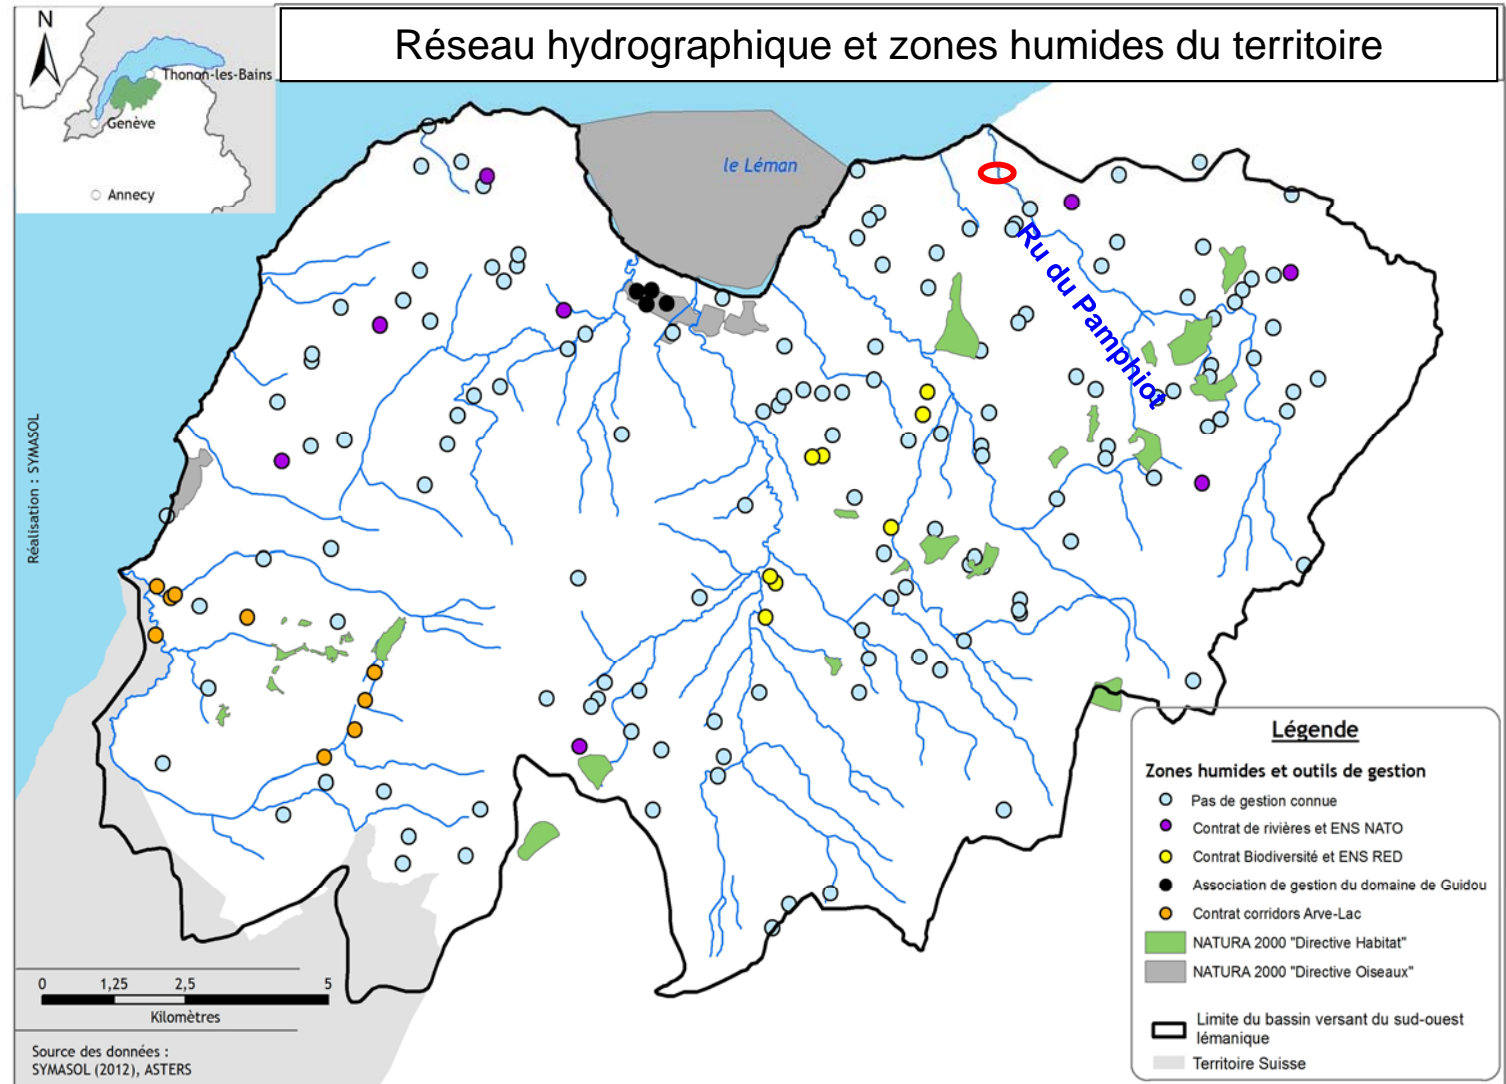 Réseau hydrographique et zones humides du territoire
N
Thonon-les-Bains
Genève
Annecy
le Léman
Ru du Pamphiot
Réalisation : SYMASOL
Légende
Zones humides et outils de gestion
Pas de gestion connue
Contrat de rivières et ENS NATO
Contrat Biodiversité et ENS RED
Association de gestion du domaine de Guidou
Contrat corridors Arve-Lac
NATURA 2000 "Directive Habitat"
NATURA 2000 "Directive Oiseaux"
Limite du bassin versant du sud-ouest
lémanique
Territoire Suisse
0 1,25 2,5 5
Kilomètres
Source des données :
SYMASOL (2012), ASTERS